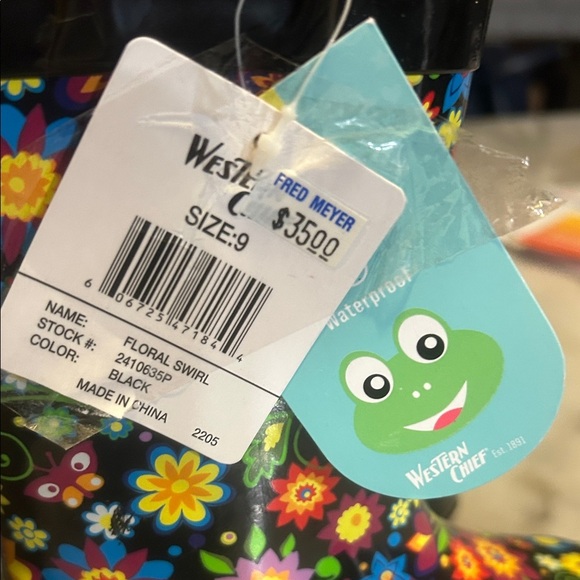 WESTERN
C
FRED MEYER
$35.00
SIZE:9
6 06725 47184 4
NAME: FLORAL SWIRL
STOCK #: 2410635P
COLOR: BLACK
MADE IN CHINA
2205
Waterproof
WESTERN
CHIEF Est. 1891